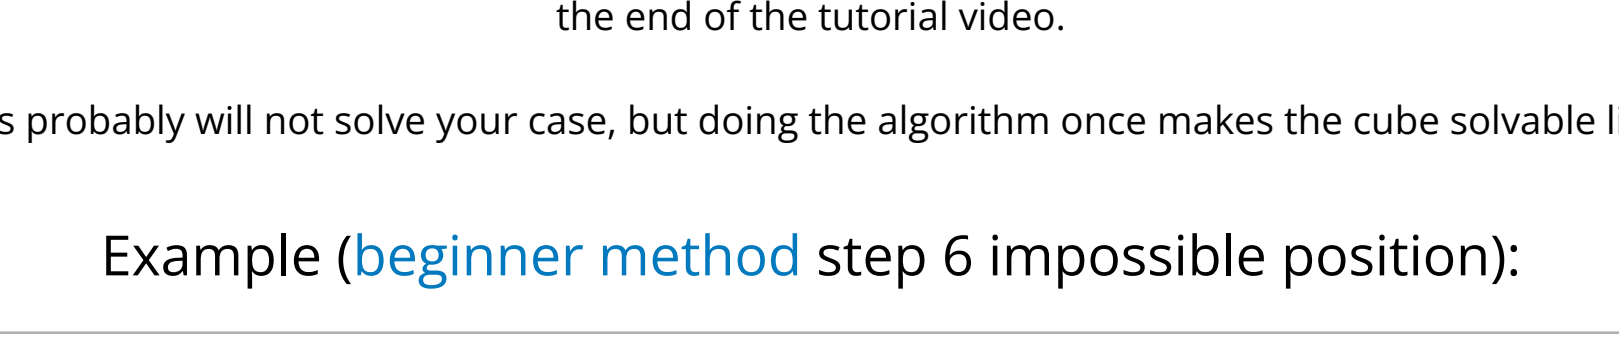 the end of the tutorial video.
s probably will not solve your case, but doing the algorithm once makes the cube solvable
Example (beginner method step 6 impossible position):